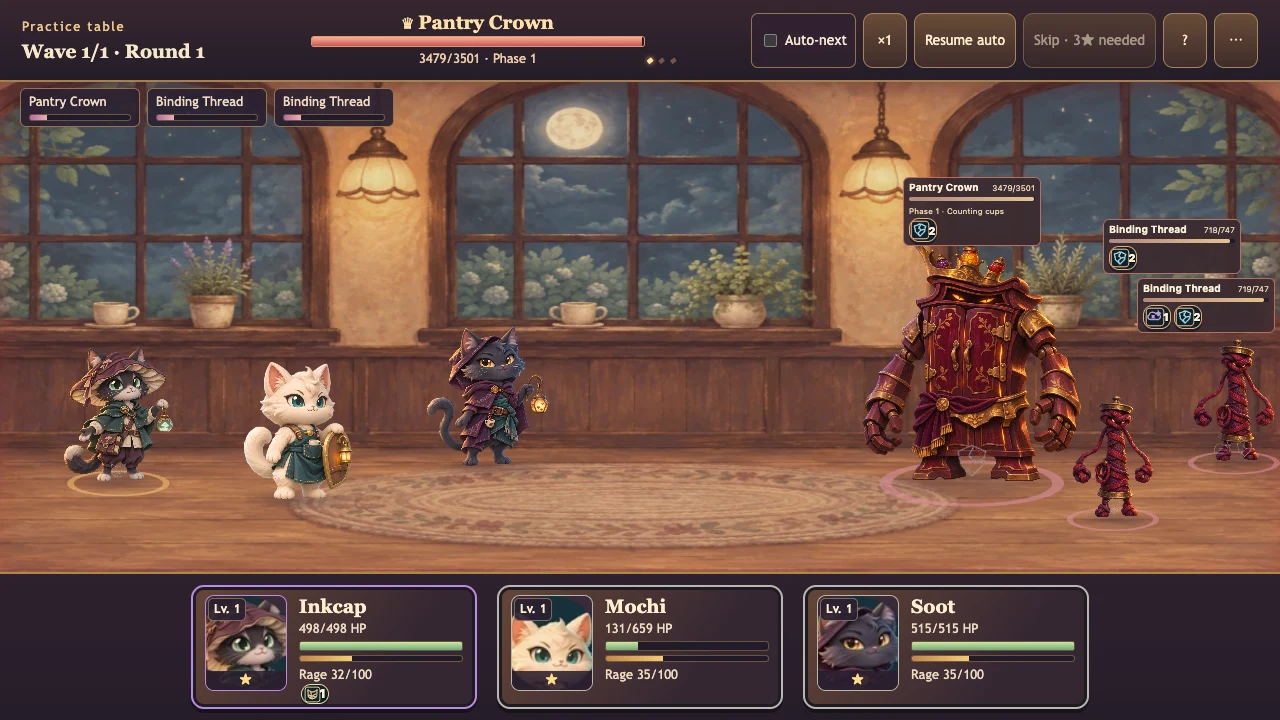 Practice table
Wave 1/1 · Round 1
♛ Pantry Crown
3479/3501 · Phase 1
Auto-next
×1
Resume auto
Skip · 3★ needed
?
···
Pantry Crown
Binding Thread
Binding Thread
Pantry Crown 3479/3501
Phase 1 · Counting cups
2
Binding Thread 718/747
2
Binding Thread 719/747
1 2
Lv. 1
Inkcap
498/498 HP
Rage 32/100
1
Lv. 1
Mochi
131/659 HP
Rage 35/100
Lv. 1
Soot
515/515 HP
Rage 35/100